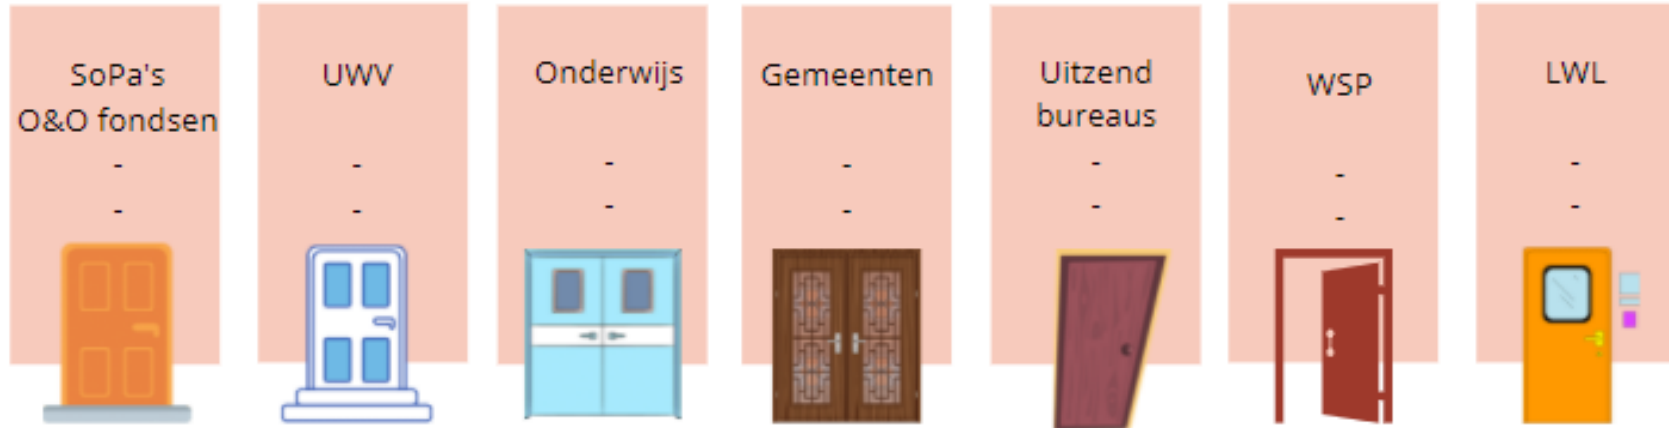 SoPa's
O&O fondsen
-
-
UWV
-
-
Onderwijs
-
-
Gemeenten
-
-
Uitzend
bureaus
-
-
WSP
-
-
LWL
-
-